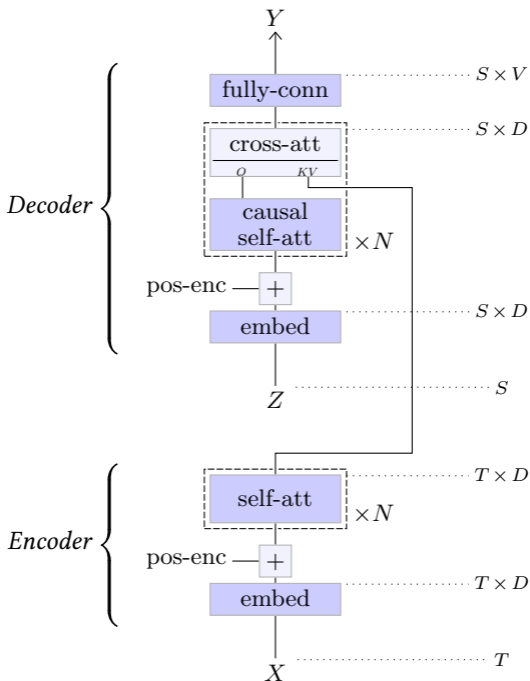 Y
S × V
fully-conn
S × D
cross-att
Q KV
Decoder
causal
self-att
×N
pos-enc +
S × D
embed
Z
S
T × D
self-att
×N
Encoder
pos-enc +
T × D
embed
X
T